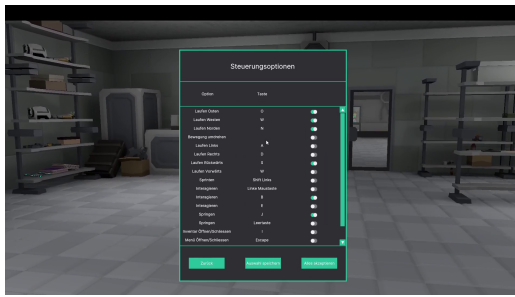 Steuerungsoptionen
Option Taste
Laufen Osten O
Laufen Westen W
Laufen Norden N
Bewegung einfrieren
Laufen Links A
Laufen Rechts D
Laufen Rückwärts S
Laufen Vorwärts W
Sprinten Shift Links
Interagieren Linke Maustaste
Interagieren B
Interagieren E
Springen J
Springen Leertaste
Inventar Öffnen/Schliessen I
Menü Öffnen/Schliessen Escape
Zurück Auswahl speichern Alles akzeptieren